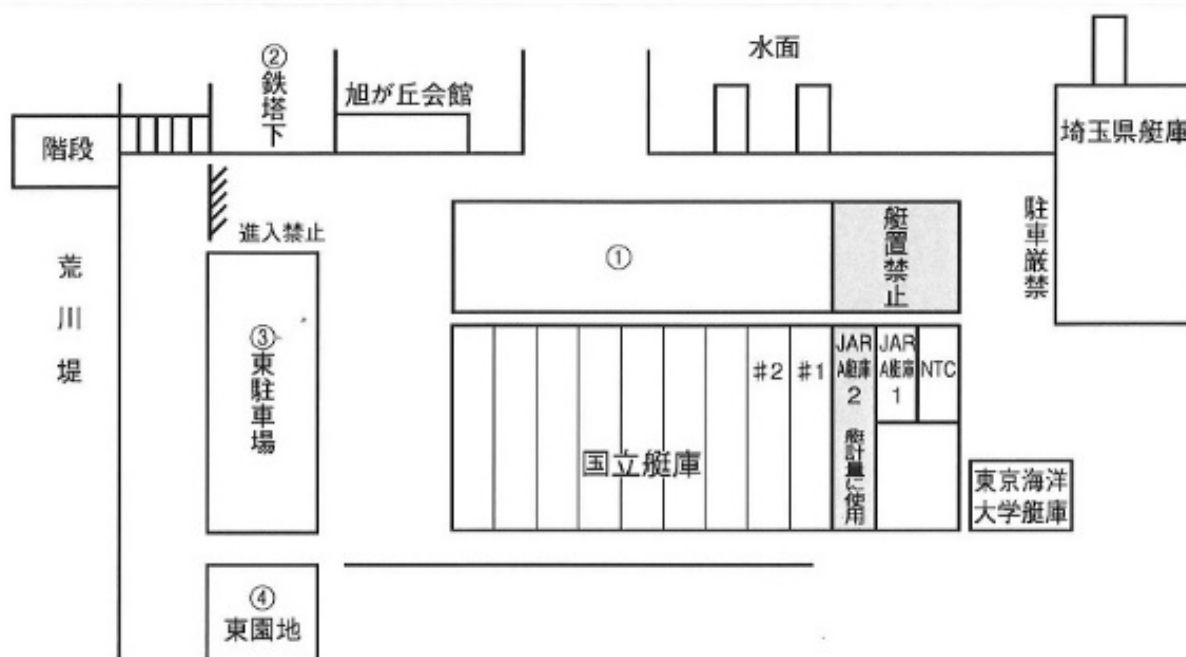 ②鉄塔下
旭が丘会館
水面
埼玉県艇庫
階段
進入禁止
荒川堤
①
艇置禁止
駐車厳禁
③東駐車場
#2
#1
JAR
A艇庫
2
艇計量に使用
JAR
A艇庫
1
NTC
国立艇庫
東京海洋
大学艇庫
④
東園地